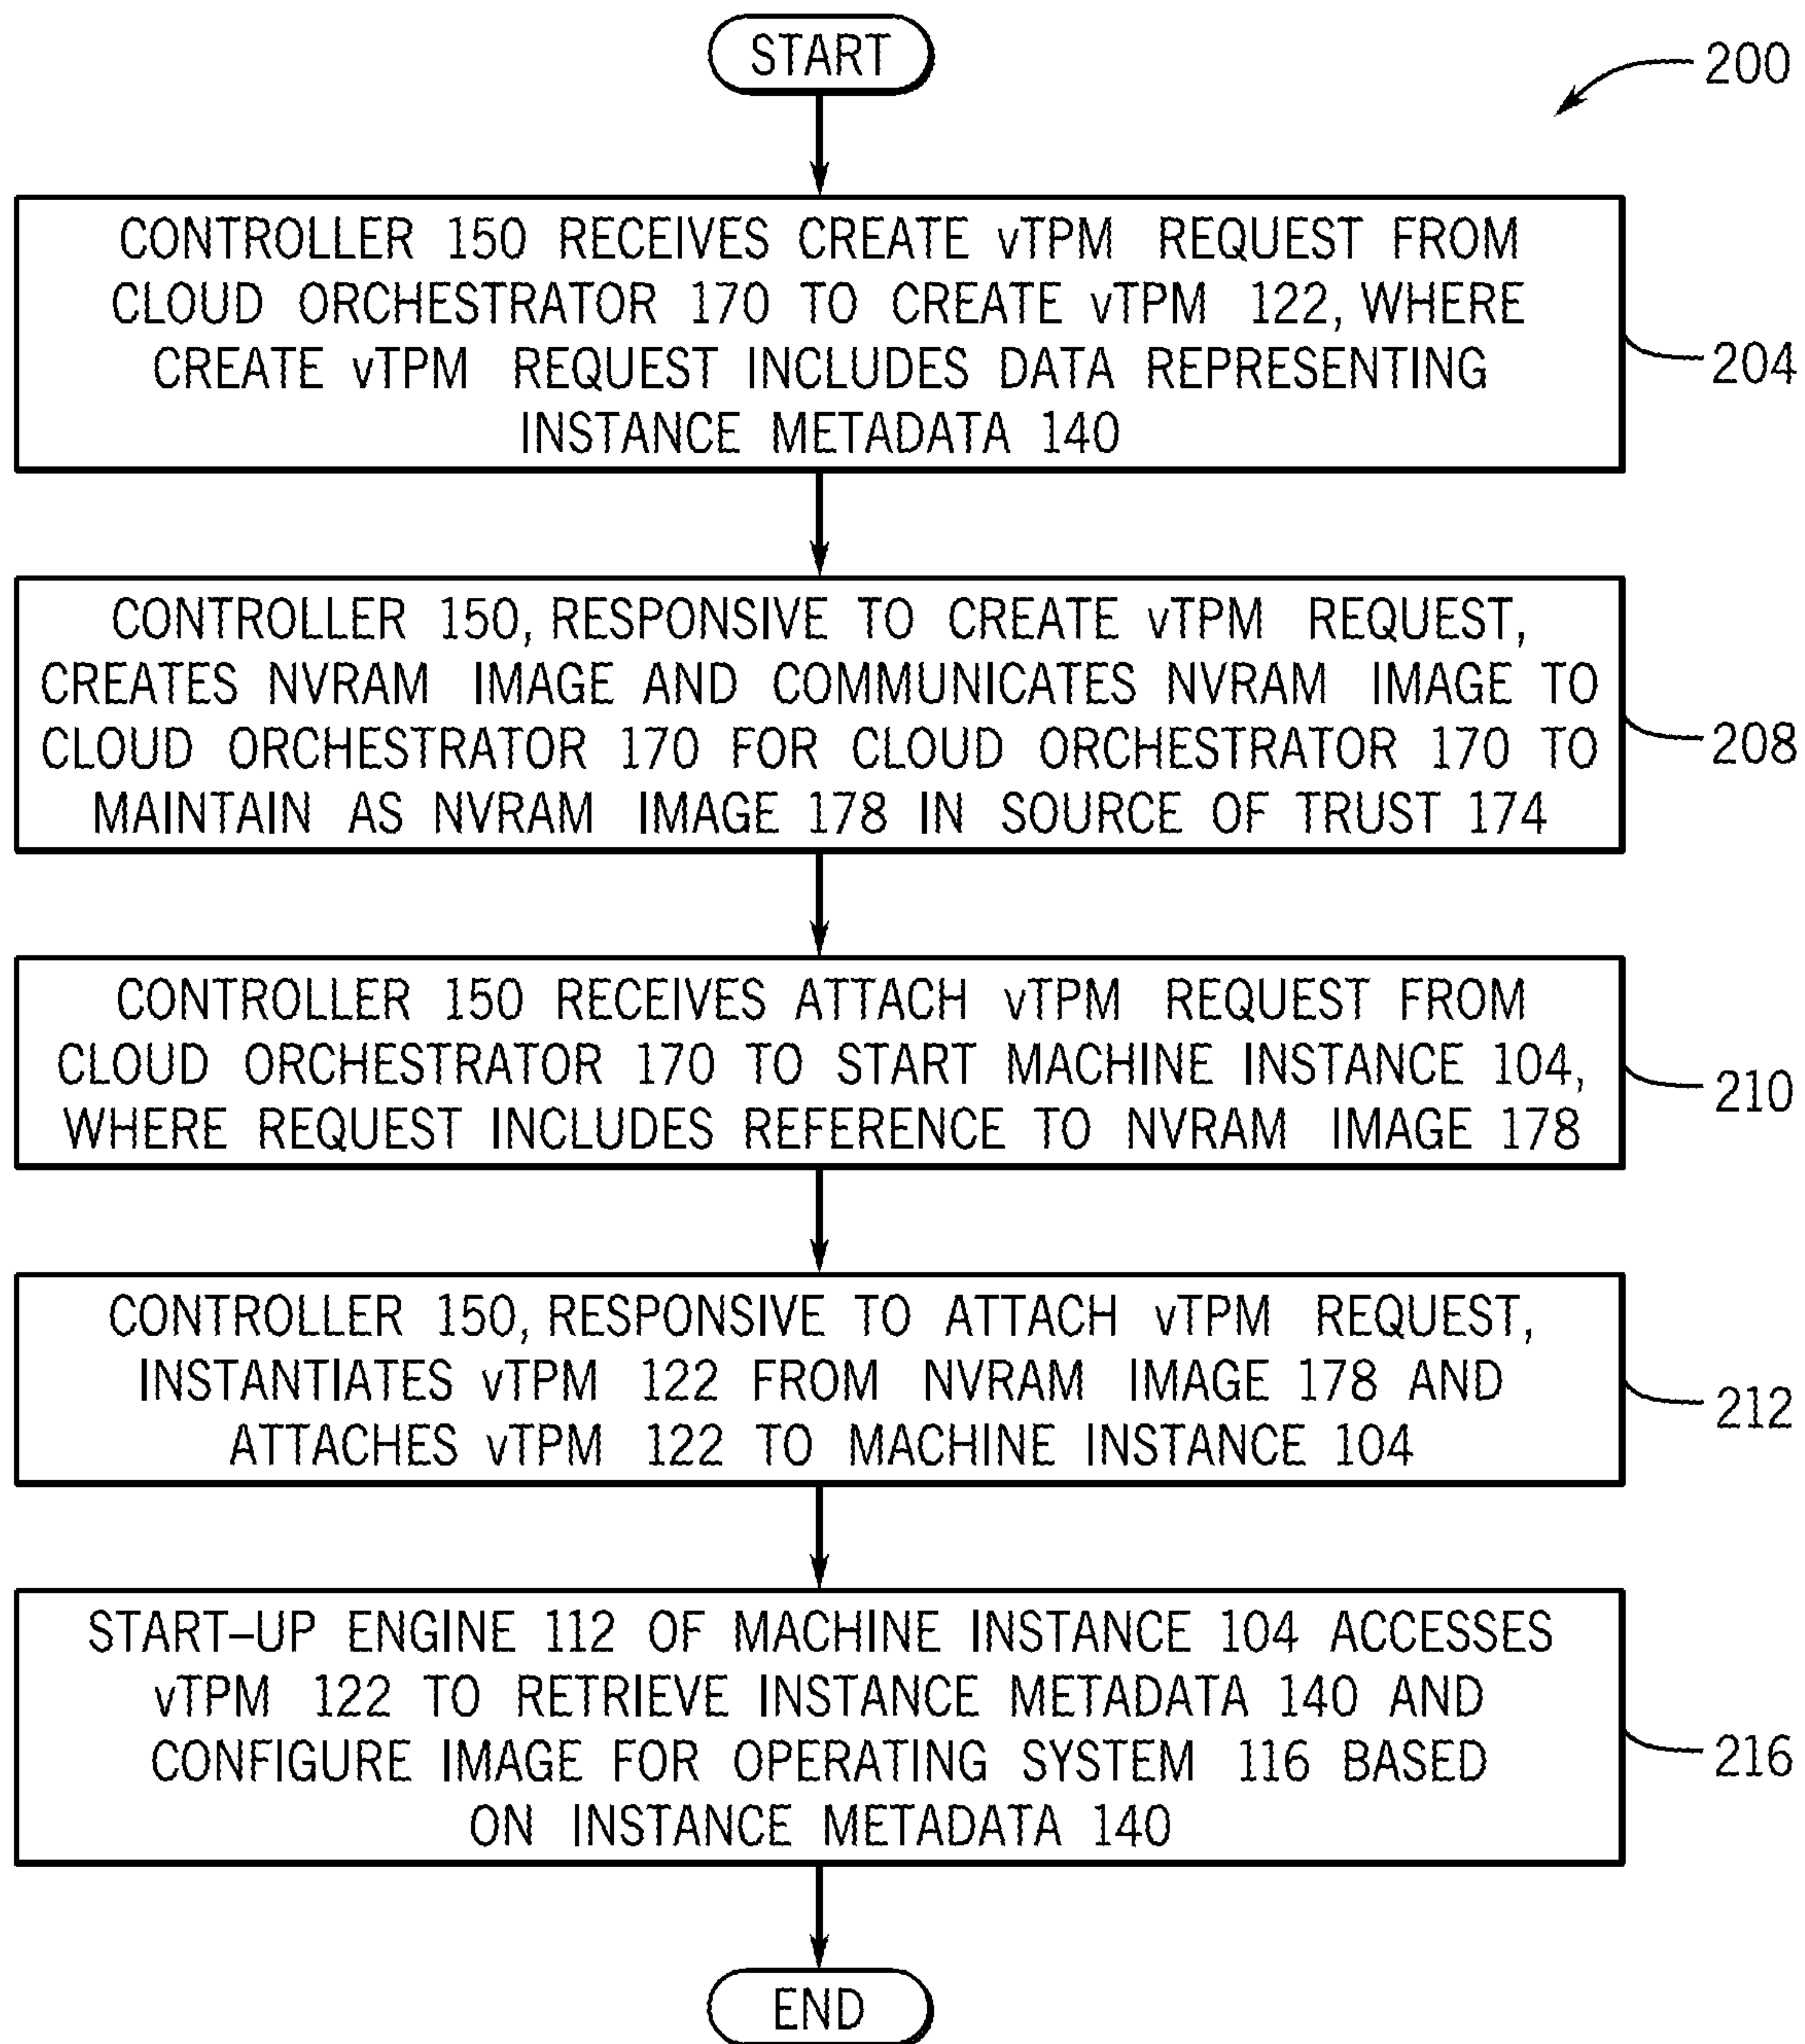 START
200
CONTROLLER 150 RECEIVES CREATE vTPM REQUEST FROM
CLOUD ORCHESTRATOR 170 TO CREATE vTPM 122, WHERE
CREATE vTPM REQUEST INCLUDES DATA REPRESENTING
INSTANCE METADATA 140
204
CONTROLLER 150, RESPONSIVE TO CREATE vTPM REQUEST,
CREATES NVRAM IMAGE AND COMMUNICATES NVRAM IMAGE TO
CLOUD ORCHESTRATOR 170 FOR CLOUD ORCHESTRATOR 170 TO
MAINTAIN AS NVRAM IMAGE 178 IN SOURCE OF TRUST 174
208
CONTROLLER 150 RECEIVES ATTACH vTPM REQUEST FROM
CLOUD ORCHESTRATOR 170 TO START MACHINE INSTANCE 104,
WHERE REQUEST INCLUDES REFERENCE TO NVRAM IMAGE 178
210
CONTROLLER 150, RESPONSIVE TO ATTACH vTPM REQUEST,
INSTANTIATES vTPM 122 FROM NVRAM IMAGE 178 AND
ATTACHES vTPM 122 TO MACHINE INSTANCE 104
212
START–UP ENGINE 112 OF MACHINE INSTANCE 104 ACCESSES
vTPM 122 TO RETRIEVE INSTANCE METADATA 140 AND
CONFIGURE IMAGE FOR OPERATING SYSTEM 116 BASED
ON INSTANCE METADATA 140
216
END